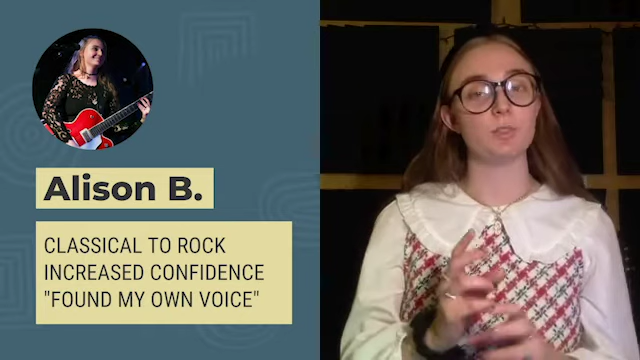 Alison B.
CLASSICAL TO ROCK
INCREASED CONFIDENCE
"FOUND MY OWN VOICE"